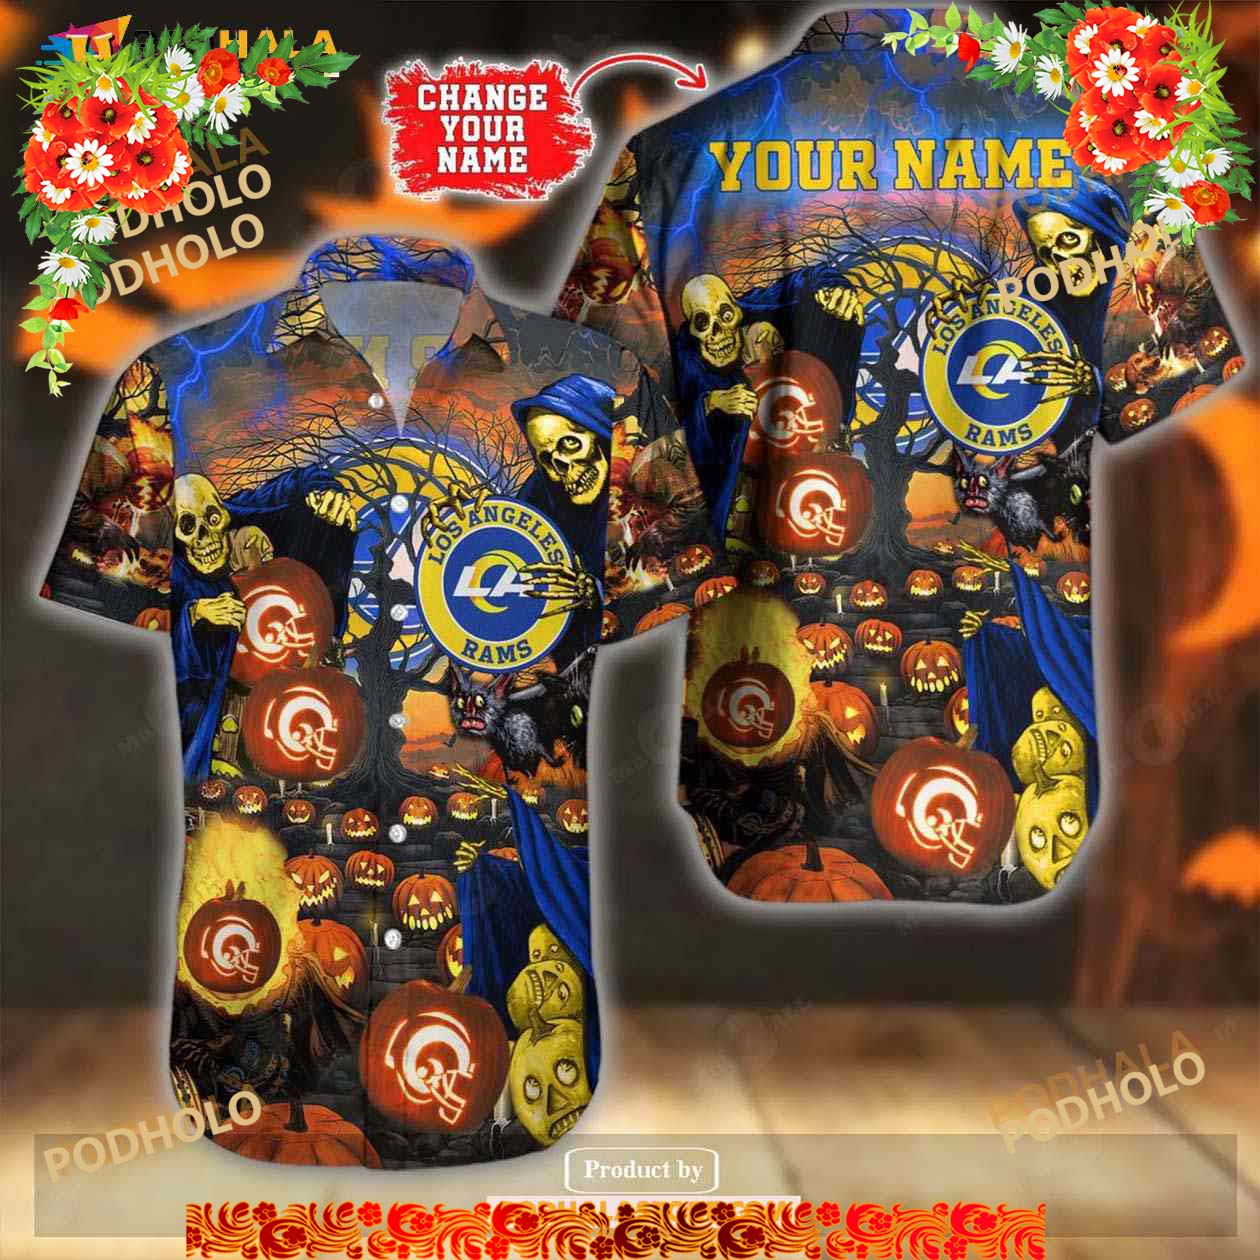 CHANGE
YOUR
NAME
YOUR NAME
PODHOLO
PODHOLO
PODHOLO
LOS ANGELES
LA
RAMS
LOS ANGELES
LA
RAMS
PODHALA
PODHOLO
PODHOLO
Product by